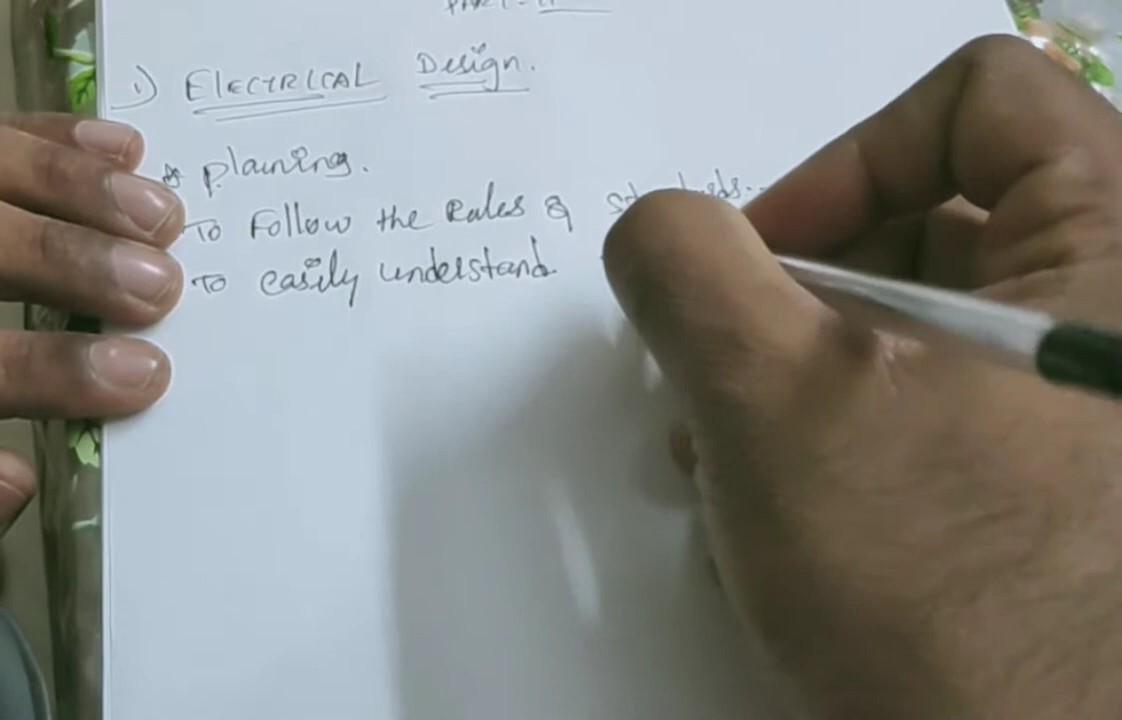 1) ELECTRICAL Design.
planing.
To Follow the Rules &
To easily understand.